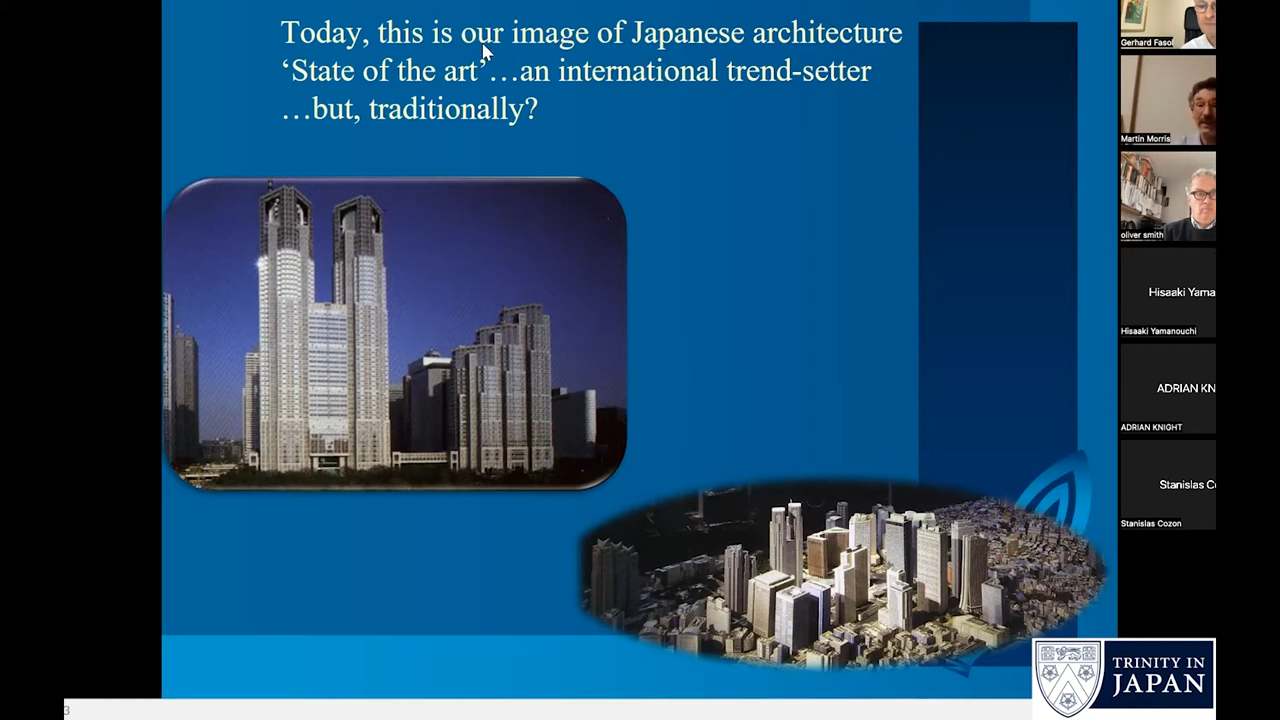 Today, this is our image of Japanese architecture
‘State of the art’…an international trend-setter
…but, traditionally?
Gerhard Fasol
Martin Morris
oliver smith
Hisaaki Yama
Hisaaki Yamanouchi
ADRIAN KN
ADRIAN KNIGHT
Stanislas Co
Stanislas Cozon
TRINITY IN
JAPAN
3